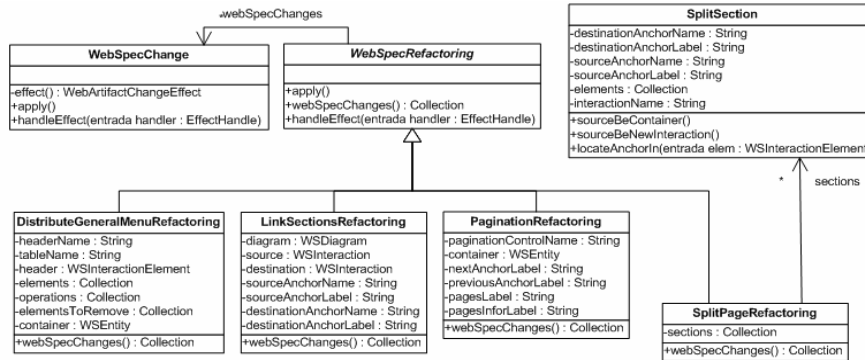 *webSpecChanges
WebSpecChange
-effect() : WebArtifactChangeEffect
+apply()
+handleEffect(entrada handler : EffectHandle)
WebSpecRefactoring
+apply()
+webSpecChanges() : Collection
+handleEffect(entrada handler : EffectHandle)
SplitSection
-destinationAnchorName : String
-destinationAnchorLabel : String
-sourceAnchorName : String
-sourceAnchorLabel : String
-elements : Collection
-interactionName : String
+sourceBeContainer()
+sourceBeNewInteraction()
+locateAnchorIn(entrada elem : WSInteractionElement)
* sections
DistributeGeneralMenuRefactoring
-headerName : String
-tableName : String
-header : WSInteractionElement
-elements : Collection
-operations : Collection
-elementsToRemove : Collection
-container : WSEntity
+webSpecChanges() : Collection
LinkSectionsRefactoring
-diagram : WSDiagram
-source : WSInteraction
-destination : WSInteraction
-sourceAnchorName : String
-sourceAnchorLabel : String
-destinationAnchorName : String
-destinationAnchorLabel : String
+webSpecChanges() : Collection
PaginationRefactoring
-paginationControlName : String
-container : WSEntity
-nextAnchorLabel : String
-previousAnchorLabel : String
-pagesLabel : String
-pagesInforLabel : String
+webSpecChanges() : Collection
SplitPageRefactoring
-sections : Collection
+webSpecChanges() : Collection